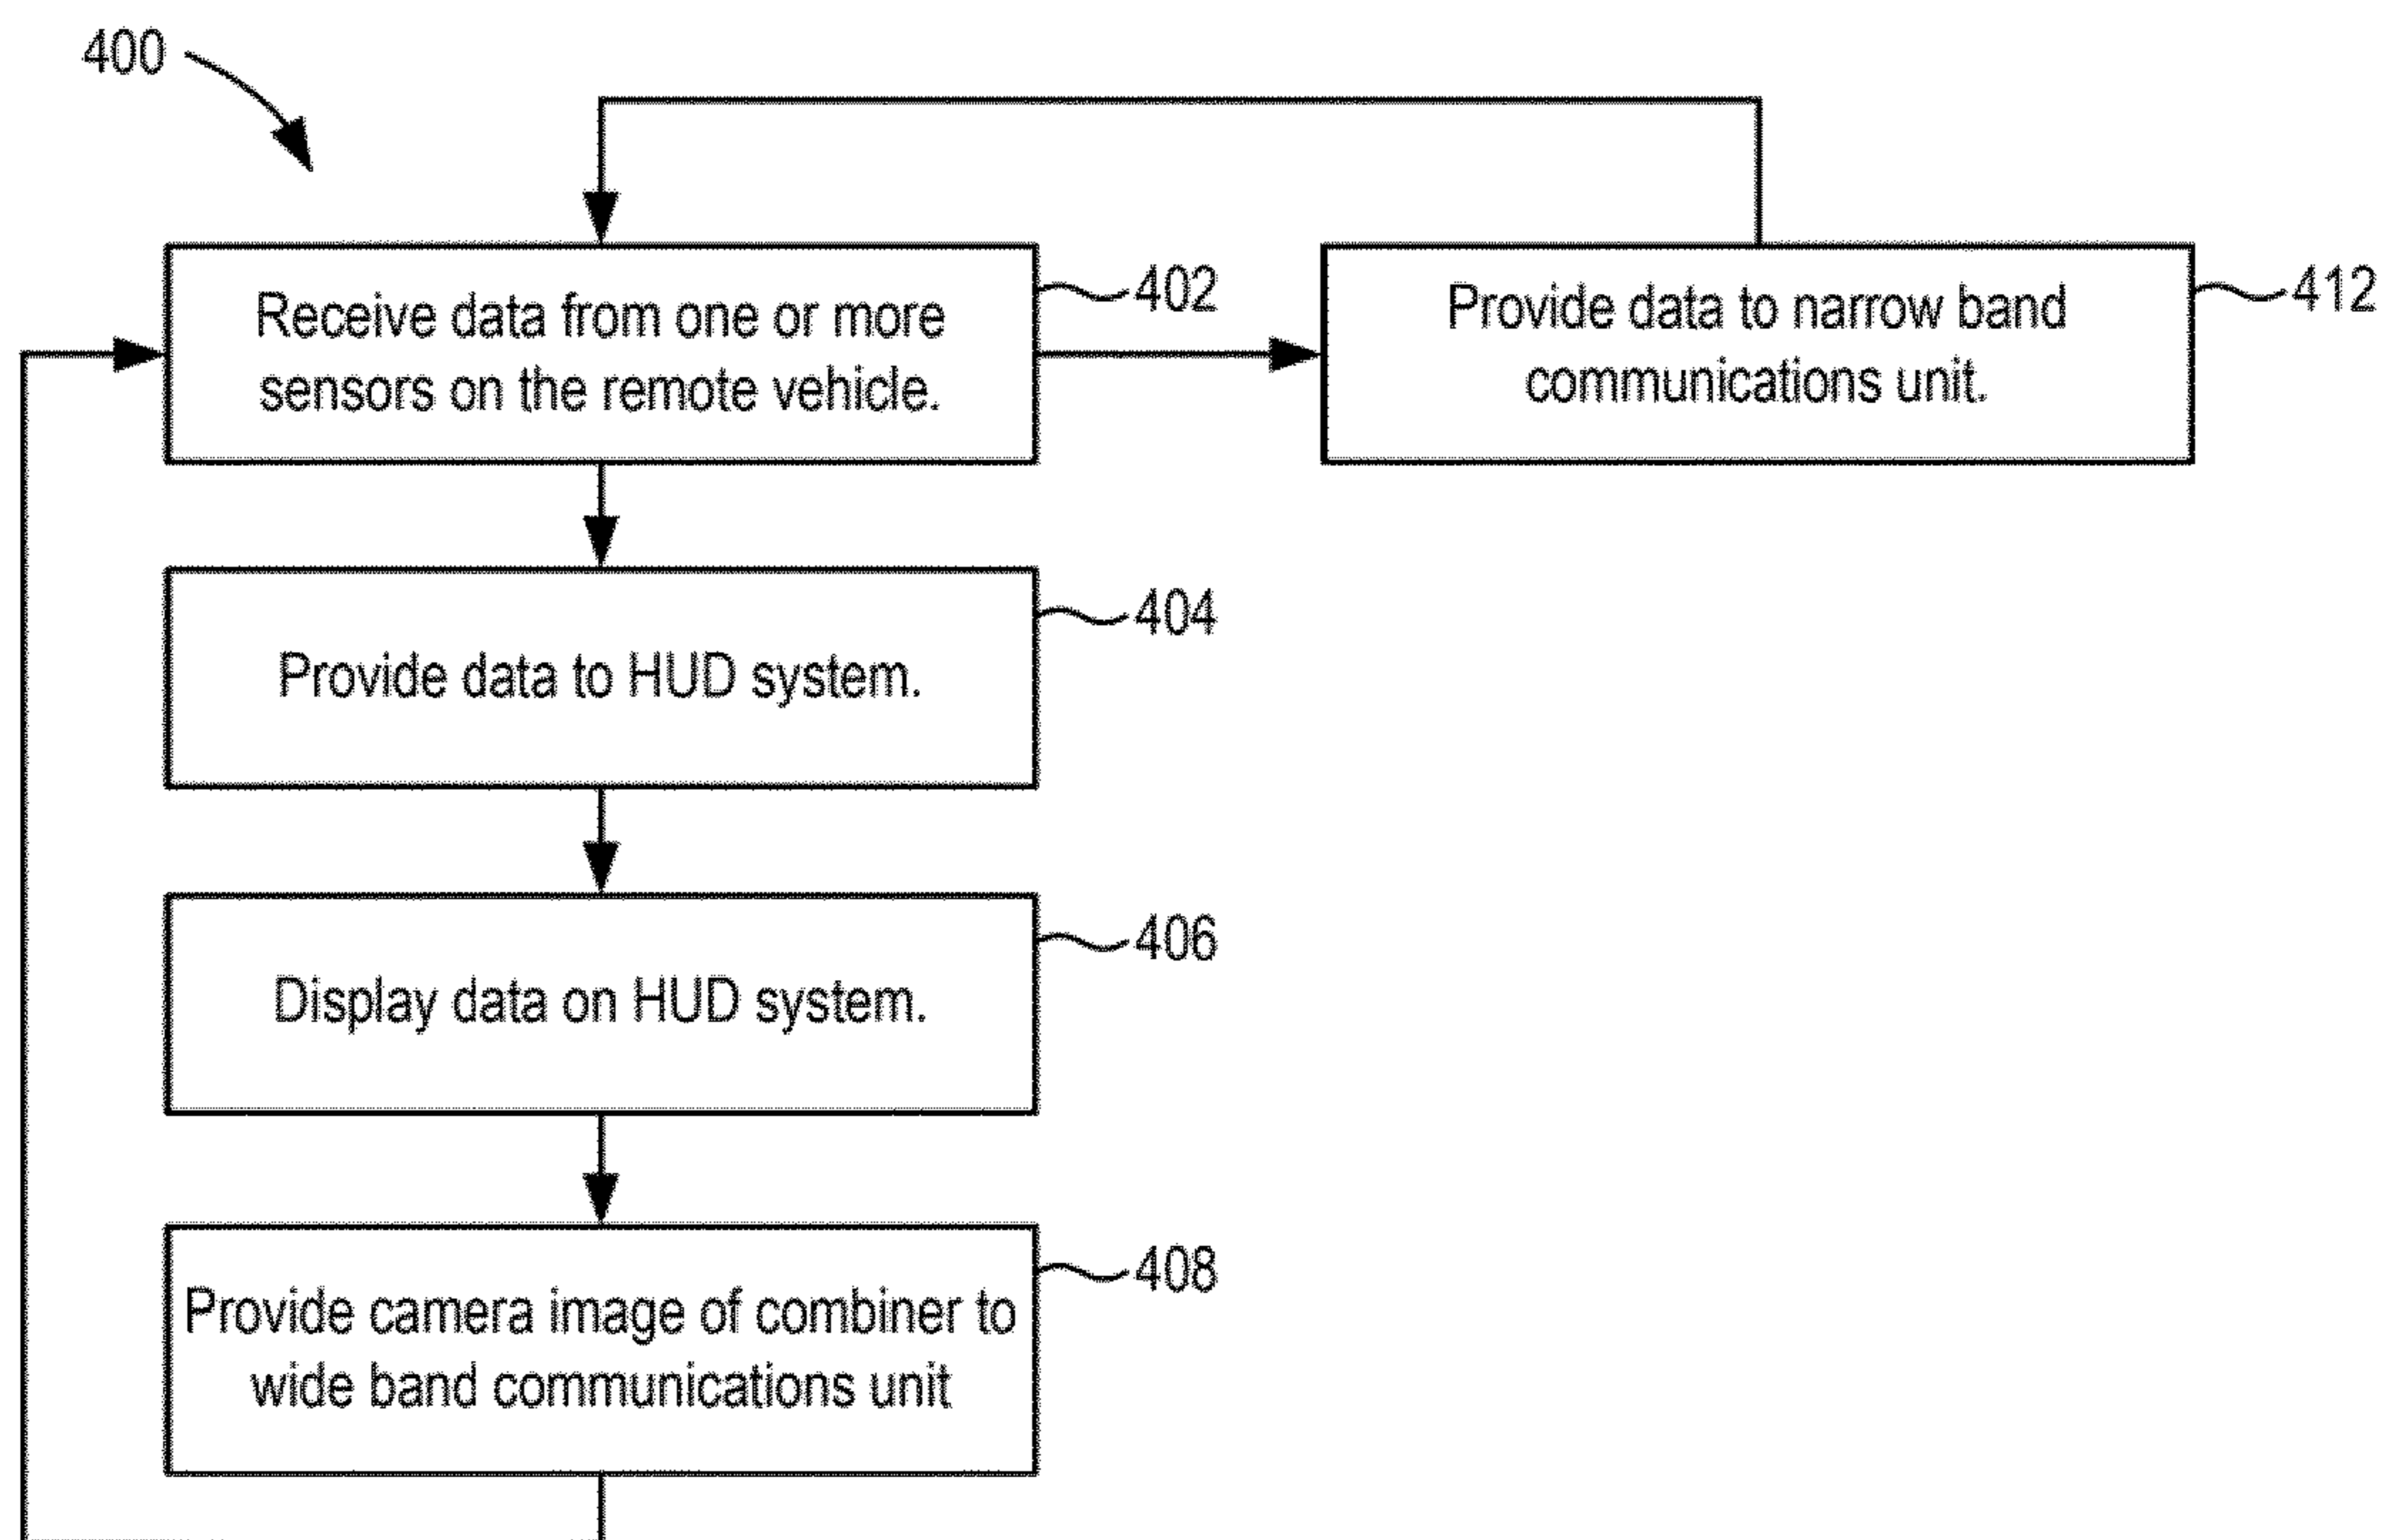 400
Receive data from one or more
sensors on the remote vehicle.
402
Provide data to narrow band
communications unit.
412
Provide data to HUD system.
404
Display data on HUD system.
406
Provide camera image of combiner to
wide band communications unit
408